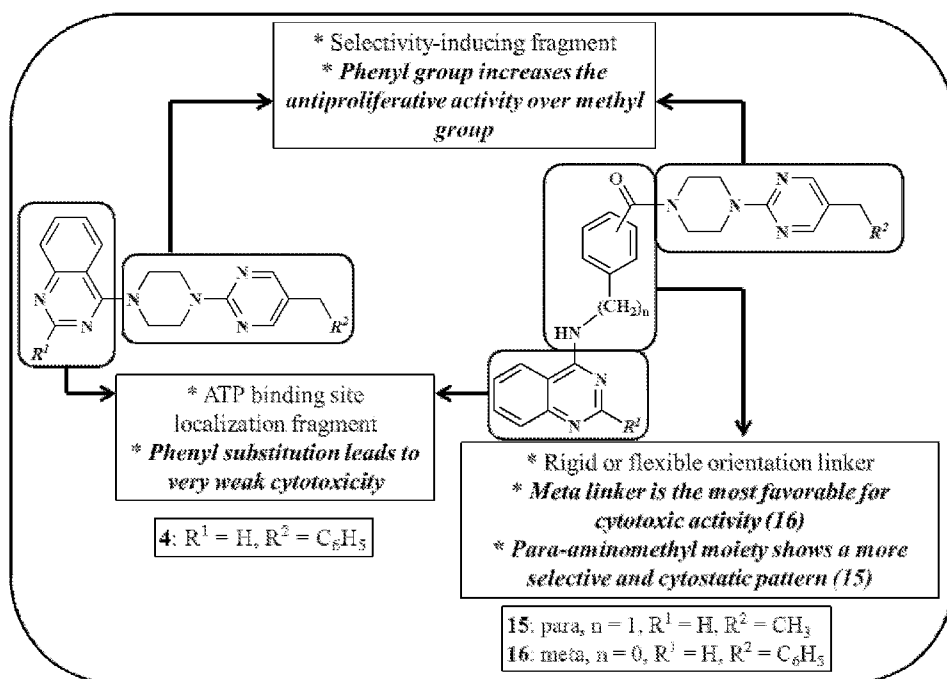 * Selectivity-inducing fragment
* Phenyl group increases the
antiproliferative activity over methyl
group
O
N
N
N
N
R²
(CH₂)ₙ
HN
N
N
R¹
N
N
R¹
N
N
N
N
R²
* ATP binding site
localization fragment
* Phenyl substitution leads to
very weak cytotoxicity
4: R¹ = H, R² = C₆H₅
* Rigid or flexible orientation linker
* Meta linker is the most favorable for
cytotoxic activity (16)
* Para-aminomethyl moiety shows a more
selective and cytostatic pattern (15)
15: para, n = 1, R¹ = H, R² = CH₃
16: meta, n = 0, R¹ = H, R² = C₆H₅